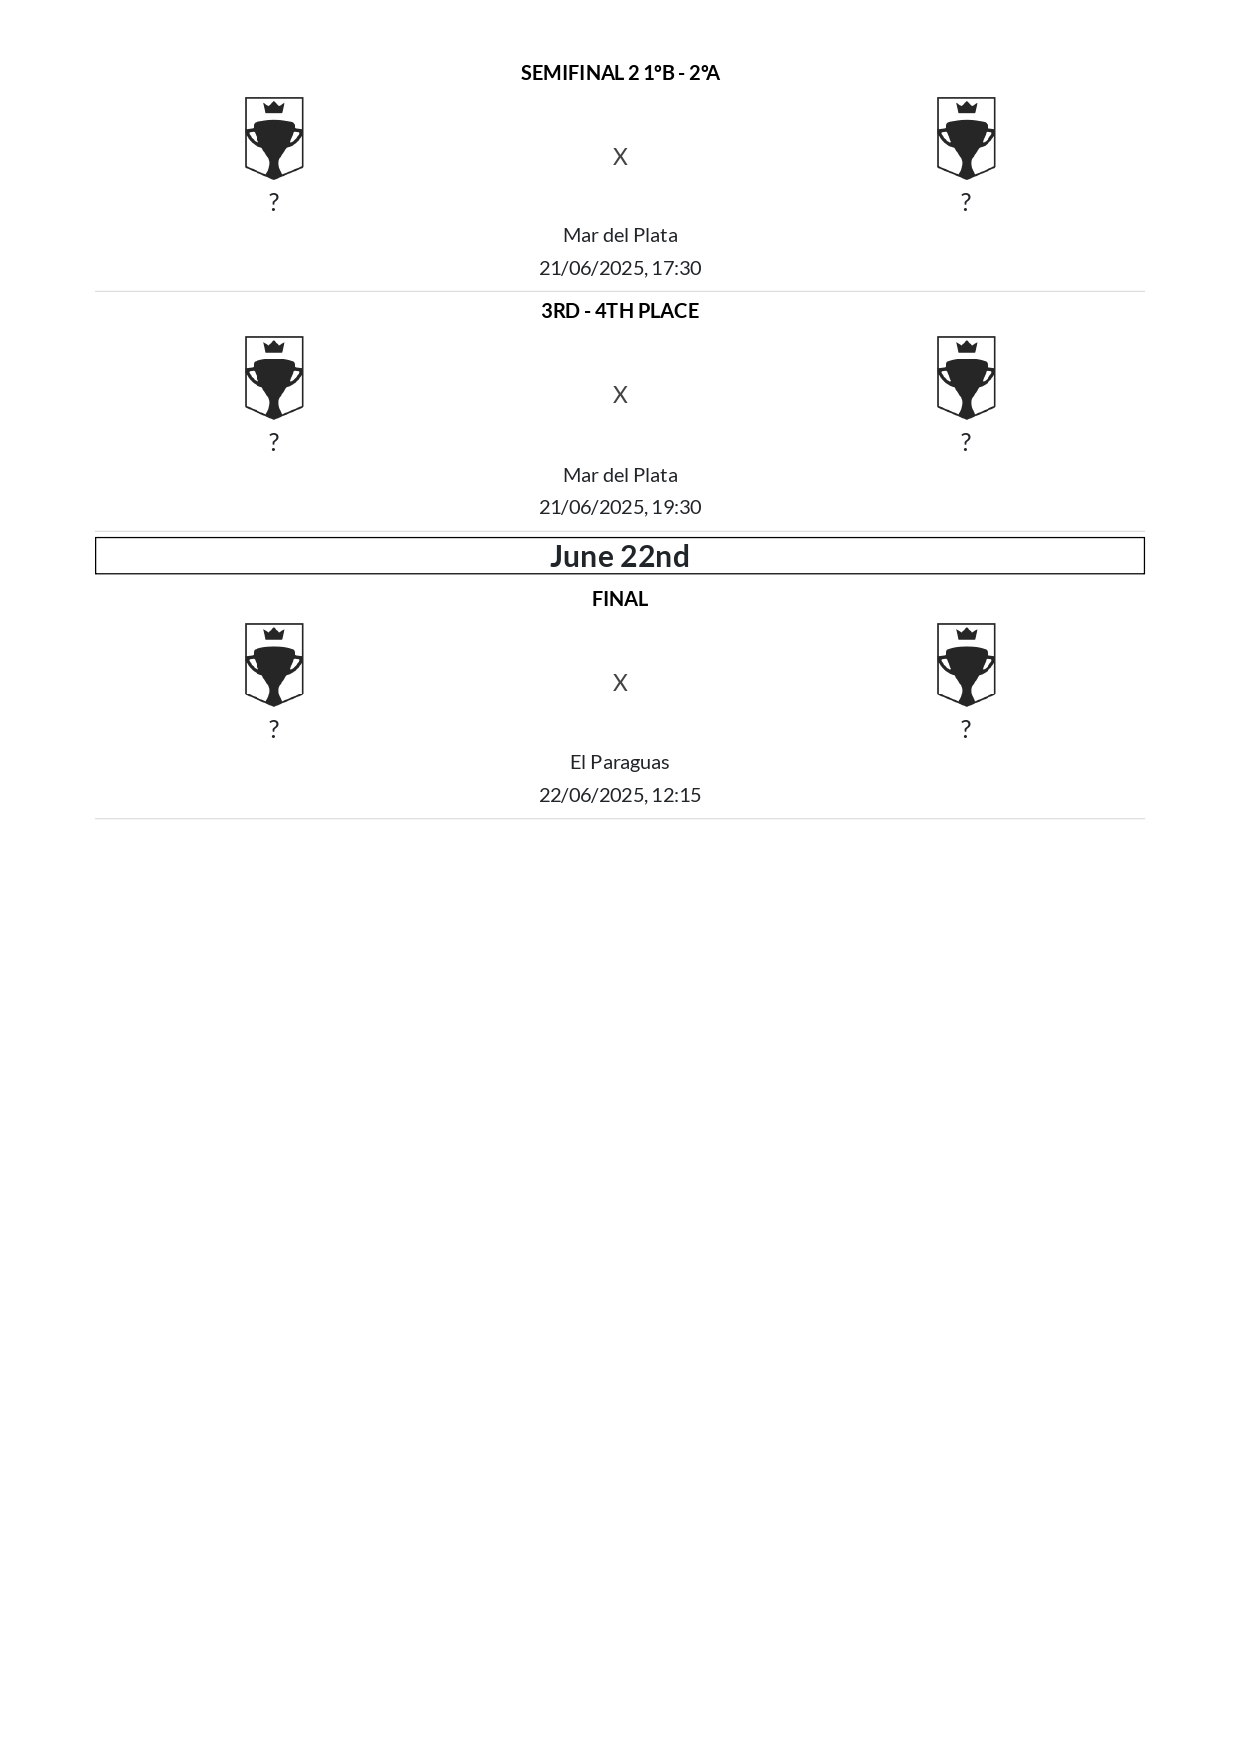 SEMIFINAL 2 1ºB - 2ºA
X
? ?
Mar del Plata
21/06/2025, 17:30
3RD - 4TH PLACE
X
? ?
Mar del Plata
21/06/2025, 19:30
June 22nd
FINAL
X
? ?
El Paraguas
22/06/2025, 12:15